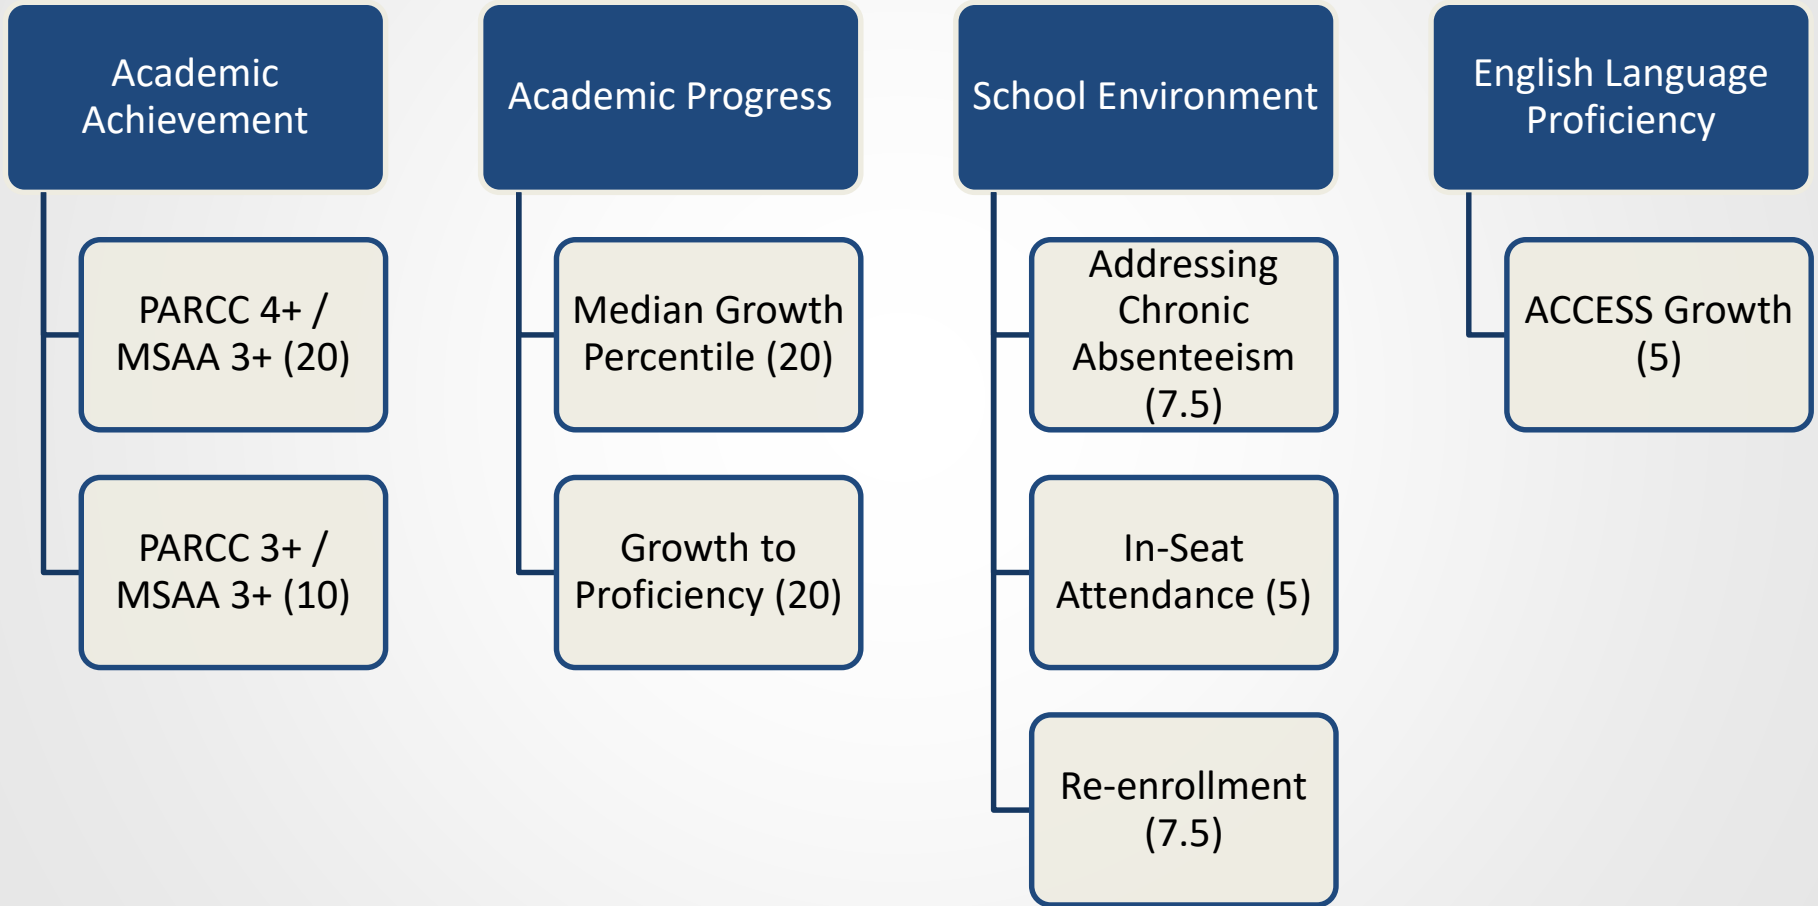 Academic
Achievement
PARCC 4+ /
MSAA 3+ (20)
PARCC 3+ /
MSAA 3+ (10)
Academic Progress
Median Growth
Percentile (20)
Growth to
Proficiency (20)
School Environment
Addressing
Chronic
Absenteeism
(7.5)
In-Seat
Attendance (5)
Re-enrollment
(7.5)
English Language
Proficiency
ACCESS Growth
(5)